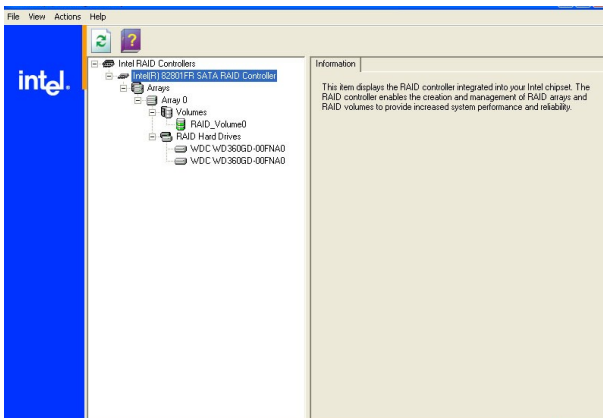 File View Actions Help
intel.
Intel RAID Controllers
Intel(R) 82801FR SATA RAID Controller
Arrays
Array 0
Volumes
RAID_Volume0
RAID Hard Drives
WDC WD360GD-00FNA0
WDC WD360GD-00FNA0
Information
This item displays the RAID controller integrated into your Intel chipset. The
RAID controller enables the creation and management of RAID arrays and
RAID volumes to provide increased system performance and reliability.